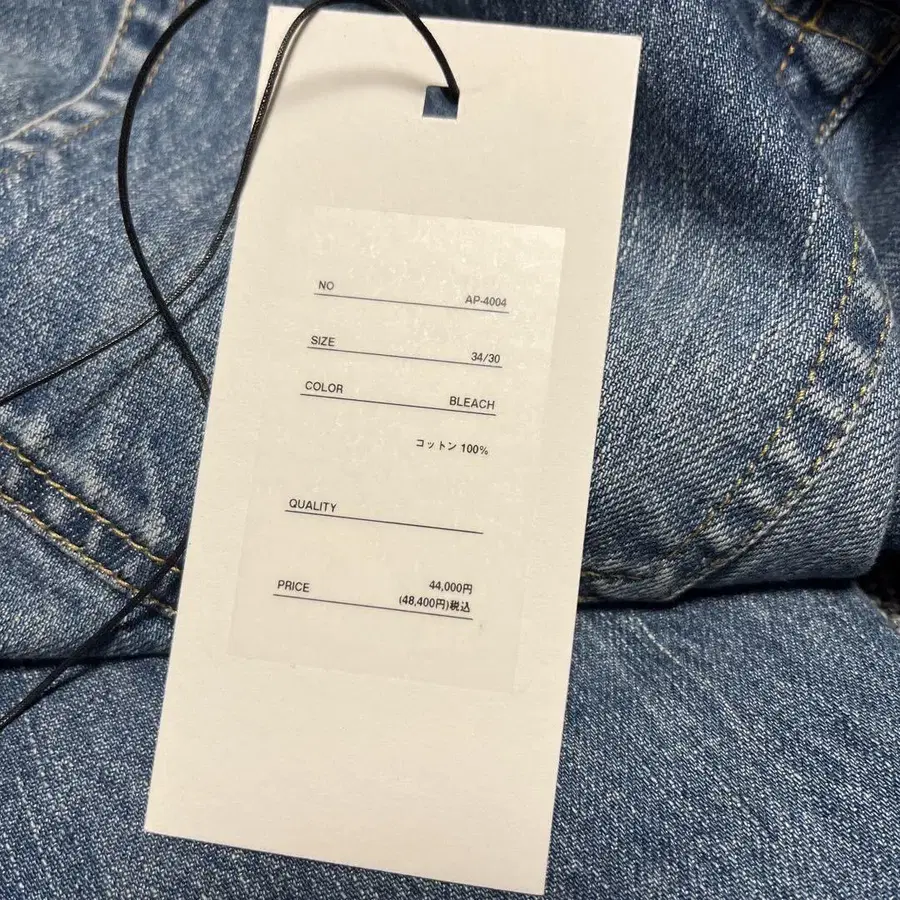 NO AP-4004
SIZE 34/30
COLOR BLEACH
コットン 100%
QUALITY
PRICE 44,000円
(48,400円)税込